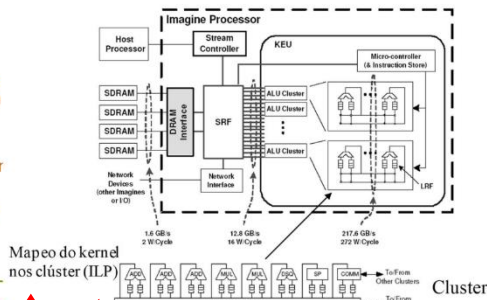 Imagine Processor
Host
Processor
Stream
Controller
KEU
Micro-controller
(& Instruction Store)
SDRAM
SDRAM
SDRAM
SDRAM
DRAM
Interface
SRF
ALU Cluster
ALU Cluster
ALU Cluster
LRF
Network
Devices
(other Imagines
or I/O)
Network
Interface
1.6 GB/s
2 W/Cycle
12.8 GB/s
16 W/Cycle
217.6 GB/s
272 W/Cycle
Mapeo do kernel
nos clúster (ILP)
ADD
ADD
ADD
MUL
MUL
DSQ
SP
COMM
To/From
Other Clusters
To/From
Cluster